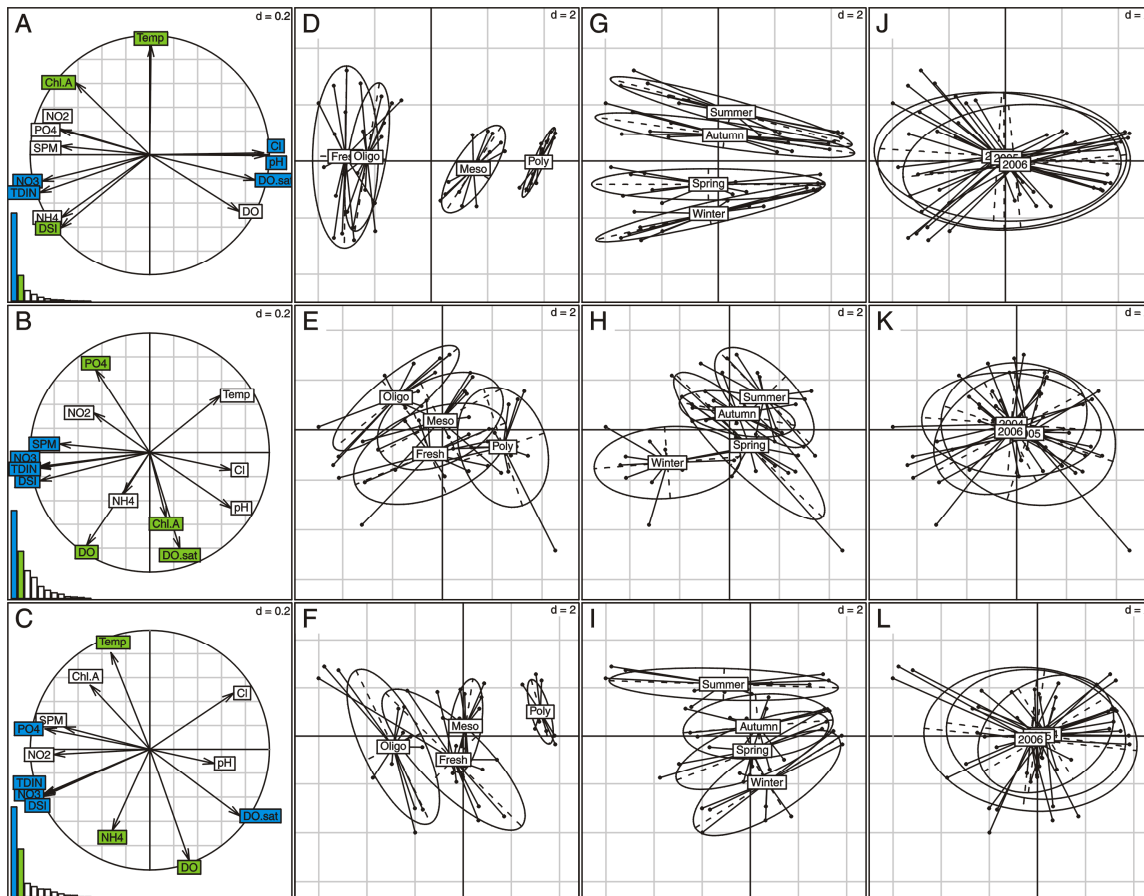 A
d = 0.2
Temp
Chl.A
NO2
PO4
SPM
Cl
pH
NO3
DO.sat
TDIN
DO
NH4
DSI
D
d = 2
Oligo
Meso
Poly
G
d = 2
Summer
Autumn
Spring
Winter
J
d =
2006
B
d = 0.2
PO4
Temp
NO2
SPM
NO3
TDIN
Cl
DSI
NH4
pH
Chl.A
DO
DO.sat
E
d = 2
Oligo
Meso
Fresh
Poly
H
d = 2
Summer
Autumn
Spring
Winter
K
d =
2004
2006
C
d = 0.2
Temp
Chl.A
Cl
SPM
PO4
NO2
pH
TDIN
NO3
DSI
DO.sat
NH4
DO
F
d = 2
Poly
Meso
Oligo
Fresh
I
d = 2
Summer
Autumn
Spring
Winter
L
d =
2006